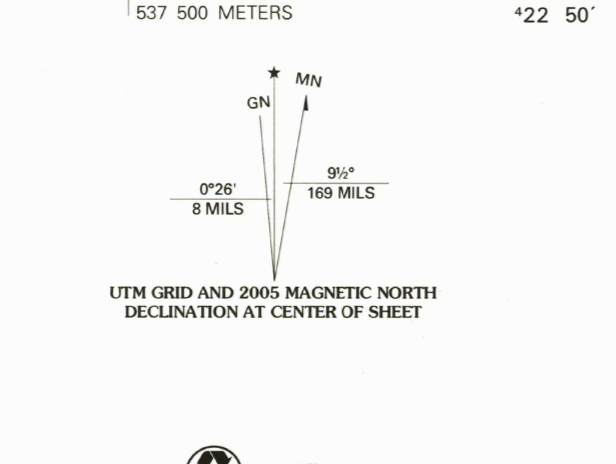 537 500 METERS
⁴22 50′
MN
GN
9½°
169 MILS
0°26'
8 MILS
UTM GRID AND 2005 MAGNETIC NORTH
DECLINATION AT CENTER OF SHEET